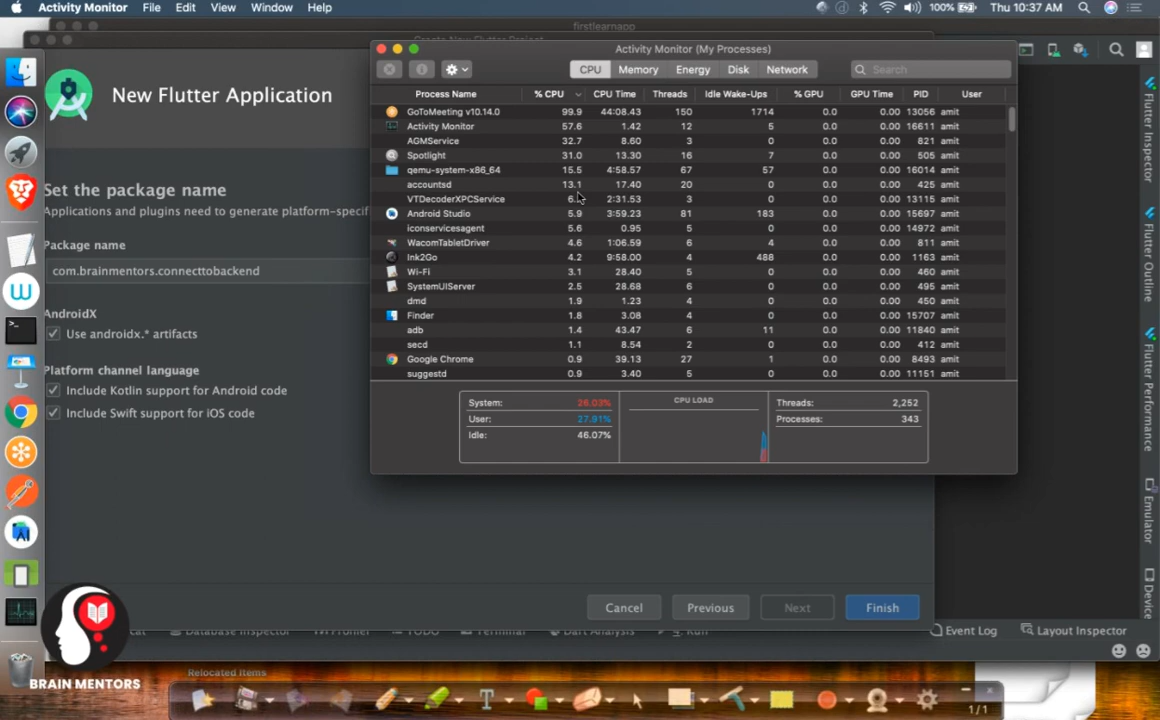 Activity Monitor File Edit View Window Help 100% Thu 10:37 AM
firstlearnapp
Create New Flutter Project
Activity Monitor (My Processes)
CPU Memory Energy Disk Network Search
New Flutter Application
Process Name % CPU CPU Time Threads Idle Wake-Ups % GPU GPU Time PID User
GoToMeeting v10.14.0 99.9 44:08.43 150 1714 0.0 0.00 13056 amit
Activity Monitor 57.6 1.42 12 5 0.0 0.00 16611 amit
AGMService 32.7 8.60 3 0 0.0 0.00 821 amit
Spotlight 31.0 13.30 16 7 0.0 0.00 505 amit
qemu-system-x86_64 15.5 4:58.57 67 57 0.0 0.00 16014 amit
accountsd 13.1 17.40 20 0 0.0 0.00 425 amit
VTDecoderXPCService 2:31.53 3 0 0.0 0.00 13115 amit
Android Studio 5.9 3:59.23 81 183 0.0 0.00 15697 amit
iconservicesagent 5.6 0.95 5 0 0.0 0.00 14972 amit
WacomTabletDriver 4.6 1:06.59 6 4 0.0 0.00 811 amit
Ink2Go 4.2 9:58.00 4 488 0.0 0.00 1163 amit
Wi-Fi 3.1 28.40 5 0 0.0 0.00 460 amit
SystemUIServer 2.5 28.68 6 0 0.0 0.00 495 amit
dmd 1.9 1.23 4 0 0.0 0.00 450 amit
Finder 1.8 3.08 4 0 0.0 0.00 15707 amit
adb 1.4 43.47 6 11 0.0 0.00 11840 amit
secd 1.1 8.54 2 0 0.0 0.00 412 amit
Google Chrome 0.9 39.13 27 1 0.0 0.00 8493 amit
suggestd 0.9 3.40 5 0 0.0 0.00 11151 amit
System: 26.03%
User: 27.91%
Idle: 46.07%
CPU LOAD
Threads: 2,252
Processes: 343
Set the package name
Applications and plugins need to generate platform-specif
Package name
com.brainmentors.connecttobackend
AndroidX
Use androidx.* artifacts
Platform channel language
Include Kotlin support for Android code
Include Swift support for iOS code
Cancel Previous Next Finish
Flutter Inspector
Flutter Outline
Flutter Performance
Emulator
Device
cat Database Inspector Profiler TODO Terminal Dart Analysis 4: Run Event Log Layout Inspector
Relocated Items
BRAIN MENTORS
1/1